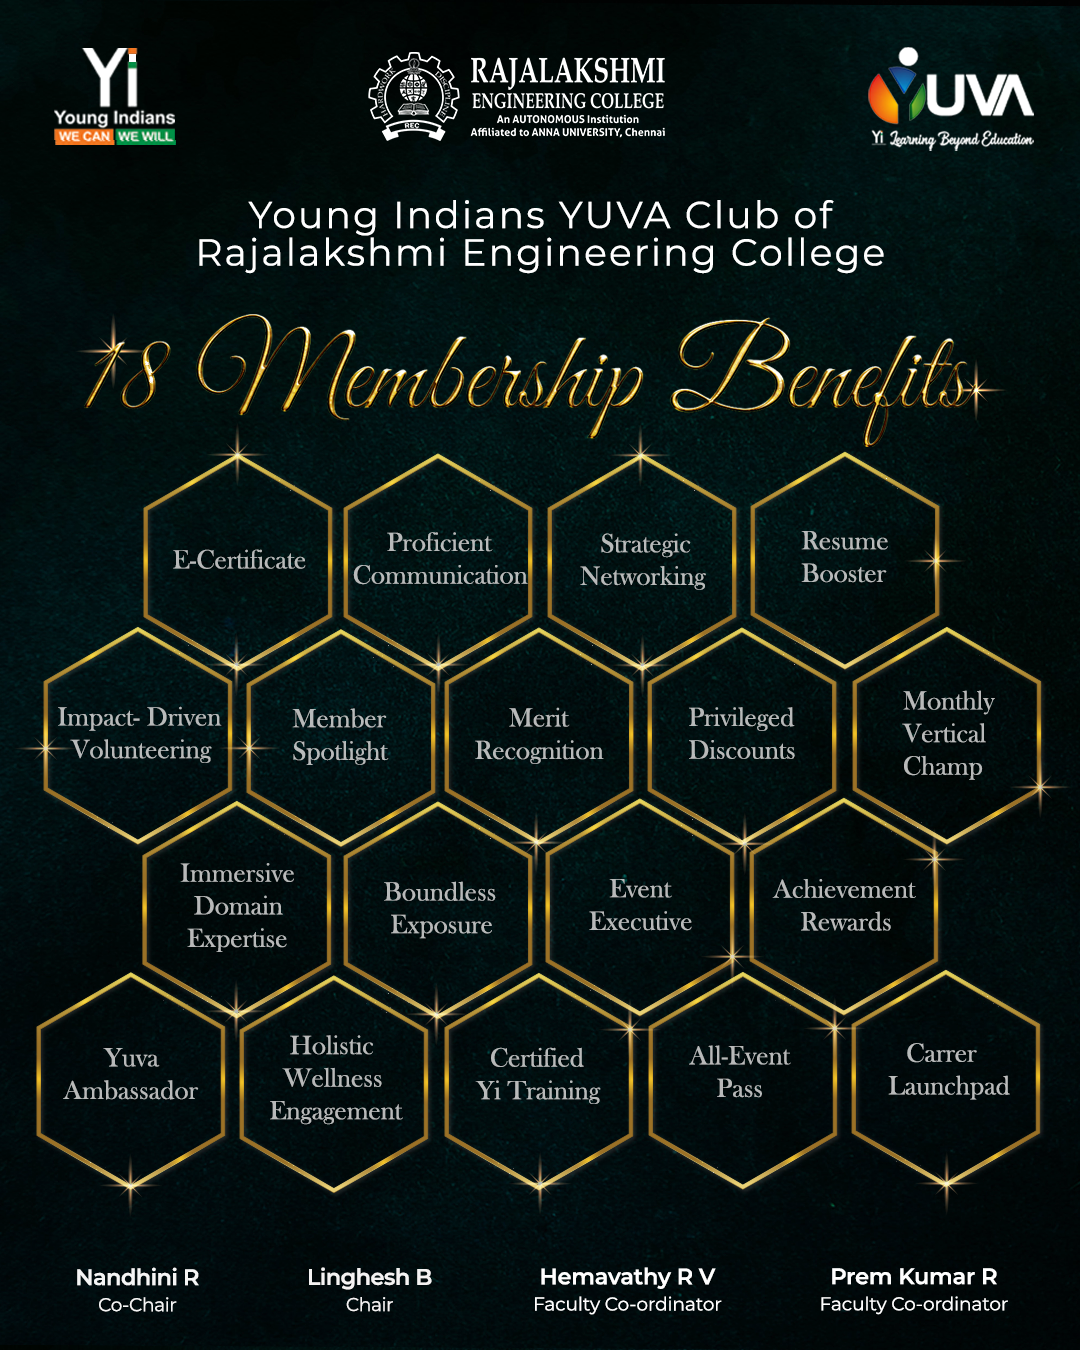 Yi
Young Indians
WE CAN WE WILL
HARDWORK DISCIPLINE
REC
RAJALAKSHMI
ENGINEERING COLLEGE
An AUTONOMOUS Institution
Affiliated to ANNA UNIVERSITY, Chennai
YUVA
Yi Learning Beyond Education
Young Indians YUVA Club of
Rajalakshmi Engineering College
18 Membership Benefits
E-Certificate
Proficient
Communication
Strategic
Networking
Resume
Booster
Impact- Driven
Volunteering
Member
Spotlight
Merit
Recognition
Privileged
Discounts
Monthly
Vertical
Champ
Immersive
Domain
Expertise
Boundless
Exposure
Event
Executive
Achievement
Rewards
Yuva
Ambassador
Holistic
Wellness
Engagement
Certified
Yi Training
All-Event
Pass
Carrer
Launchpad
Nandhini R
Co-Chair
Linghesh B
Chair
Hemavathy R V
Faculty Co-ordinator
Prem Kumar R
Faculty Co-ordinator